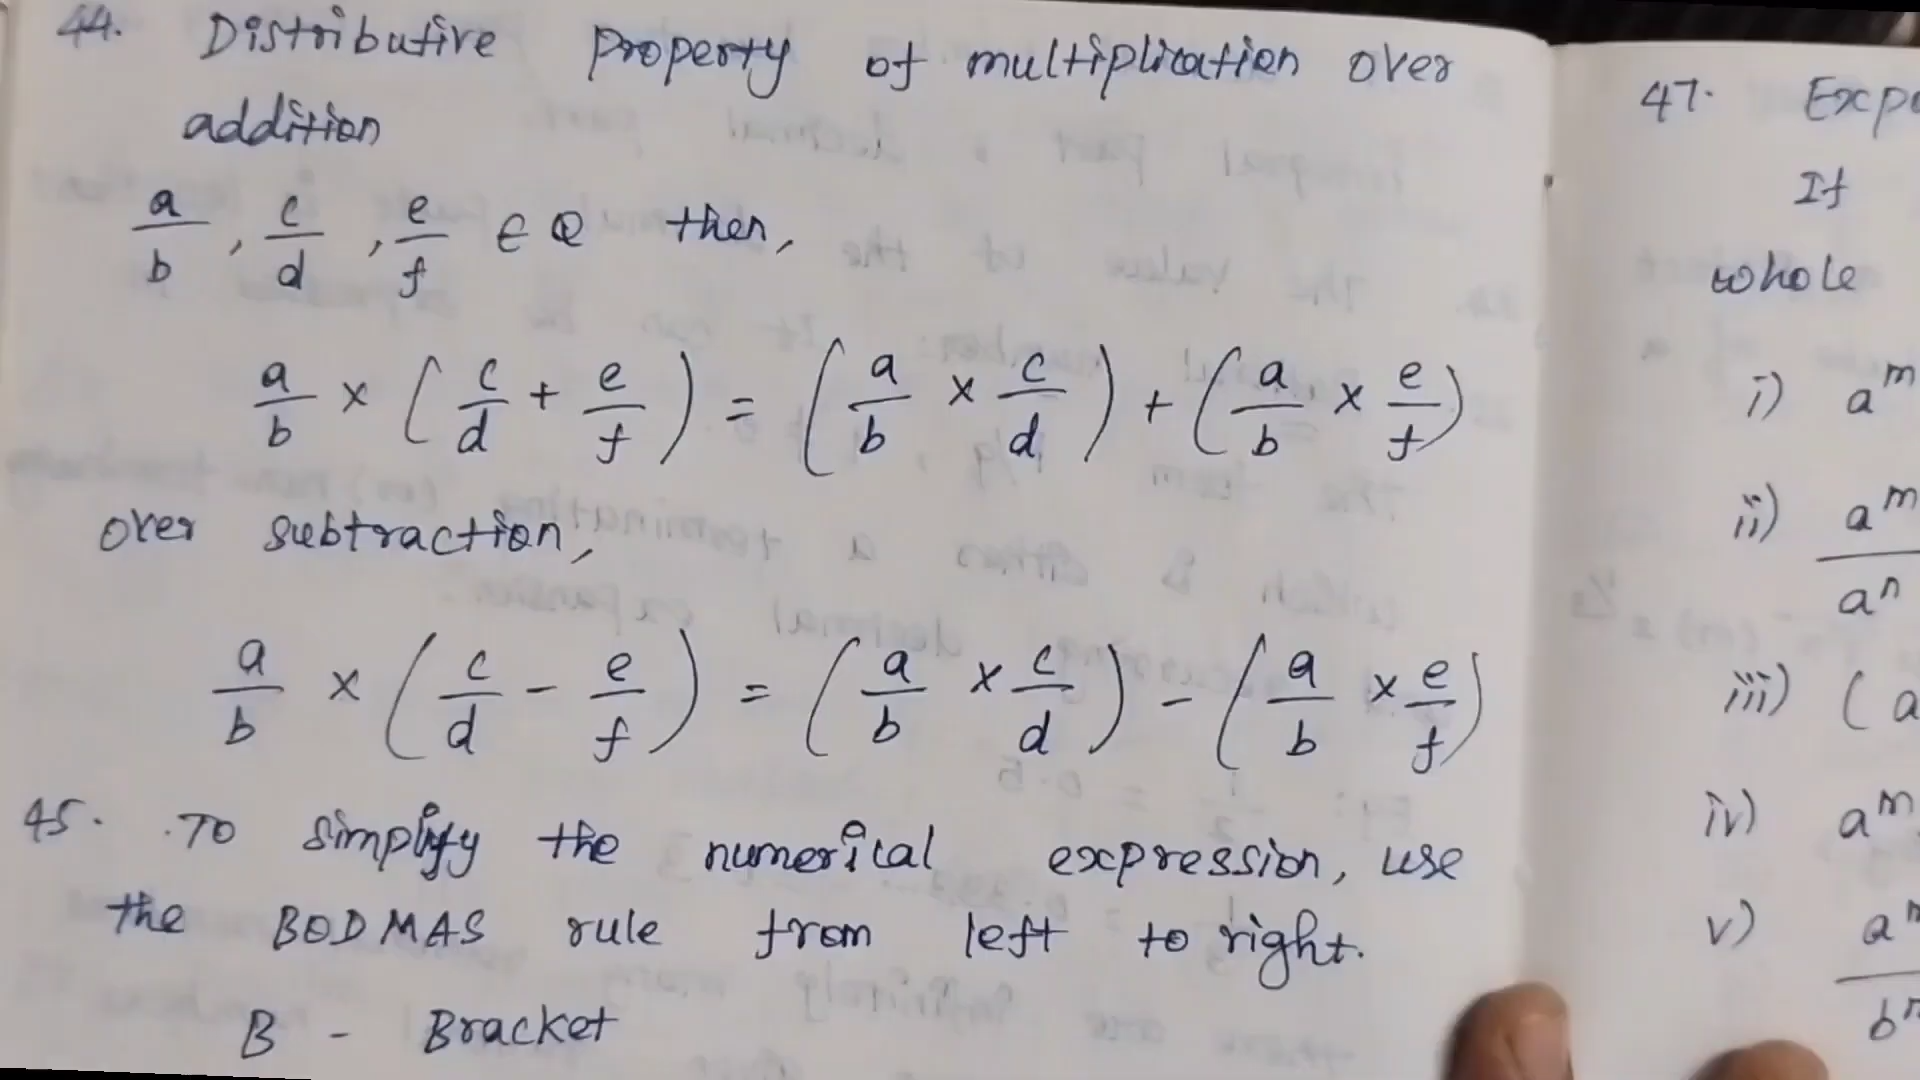 44. Distributive Property of multiplication over
addition
a/b, c/d, e/f ∈ Q then,
a/b × (c/d + e/f) = (a/b × c/d) + (a/b × e/f)
over subtraction,
a/b × (c/d - e/f) = (a/b × c/d) - (a/b × e/f)
45. To simplify the numerical expression, use
the BODMAS rule from left to right.
B - Bracket
47.
If
whole
i) a^m
ii) a^m / a^n
iii) (a
iv) a^m
v)